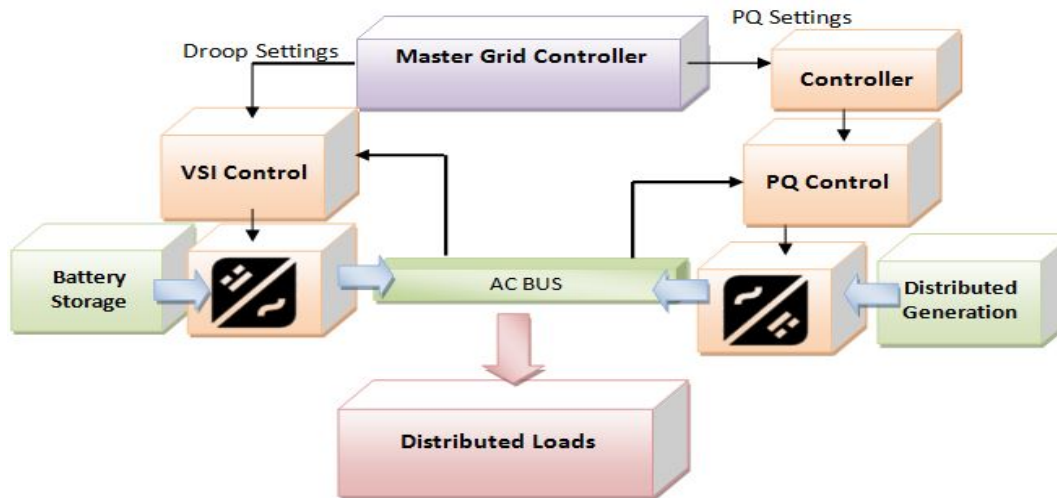 PQ Settings
Droop Settings
Master Grid Controller
Controller
VSI Control
PQ Control
Battery
Storage
AC BUS
Distributed
Generation
Distributed Loads